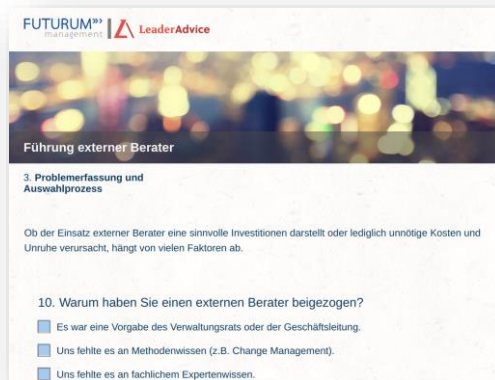 FUTURUM»» LeaderAdvice
management
Führung externer Berater
3. Problemerfassung und
Auswahlprozess
Ob der Einsatz externer Berater eine sinnvolle Investitionen darstellt oder lediglich unnötige Kosten und
Unruhe verursacht, hängt von vielen Faktoren ab.
10. Warum haben Sie einen externen Berater beigezogen?
Es war eine Vorgabe des Verwaltungsrats oder der Geschäftsleitung.
Uns fehlte es an Methodenwissen (z.B. Change Management).
Uns fehlte es an fachlichem Expertenwissen.